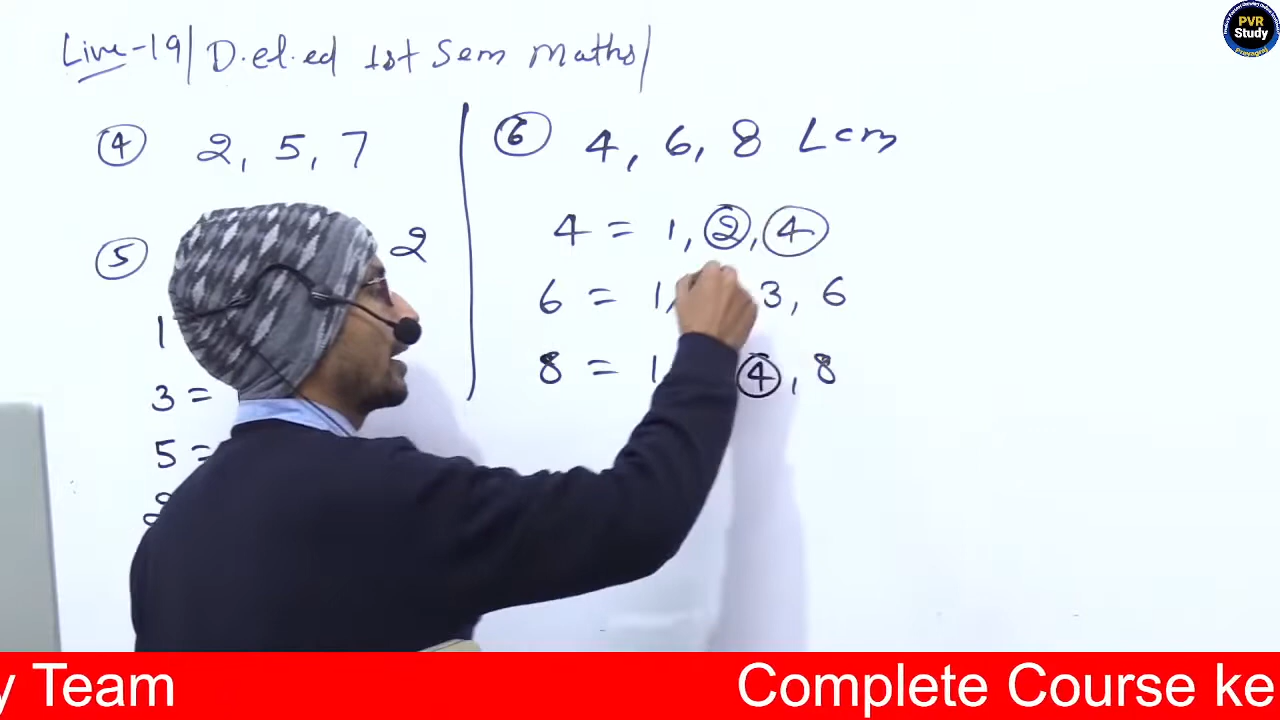 Live-19/ D.el.ed 1st Sem Maths/
④ 2, 5, 7
⑤ 2
1
3 =
5 =
⑥ 4, 6, 8 Lcm
4 = 1, 2, 4
6 = 1, 3, 6
8 = 1 4, 8
PVR
Study
Prayagraj
y Team Complete Course ke